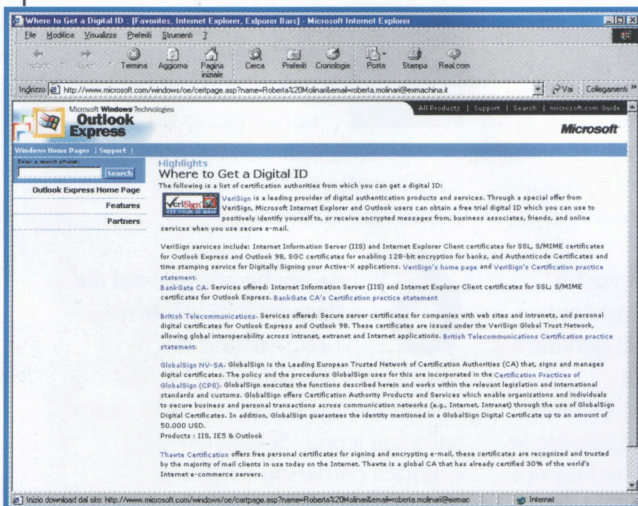 Where to Get a Digital ID : [Favorites, Internet Explorer, Exlporer Bars] - Microsoft Internet Explorer
File Modifica Visualizza Preferiti Strumenti ?
Indietro Avanti Termina Aggiorna Pagina iniziale Cerca Preferiti Cronologia Posta Stampa Real.com
Indirizzo http://www.microsoft.com/windows/oe/certpage.asp?name=Roberta%20Molinari&email=roberta.molinari@exmachina.it Vai Collegamenti »
All Products | Support | Search | microsoft.com Guide
Microsoft Windows Technologies
Outlook Express
Microsoft
Windows Home Pages | Support |
Enter a search phrase:
Search
Outlook Express Home Page
Features
Partners
Highlights
Where to Get a Digital ID
The following is a list of certification authorities from which you can get a digital ID:
VeriSign
GET YOUR ID NOW
VeriSign is a leading provider of digital authentication products and services. Through a special offer from
VeriSign, Microsoft Internet Explorer and Outlook users can obtain a free trial digital ID which you can use to
positively identify yourself to, or receive encrypted messages from, business associates, friends, and online
services when you use secure e-mail.
VeriSign services include: Internet Information Server (IIS) and Internet Explorer Client certificates for SSL, S/MIME certificates
for Outlook Express and Outlook 98, SGC certificates for enabling 128-bit encryption for banks, and Authenticode Certificates and
time stamping service for Digitally Signing your Active-X applications. VeriSign's home page and VeriSign's Certification practice
statement.
BankGate CA. Services offered: Internet Information Server (IIS) and Internet Explorer Client certificates for SSL; S/MIME
certificates for Outlook Express. BankGate CA's Certification practice statement
British Telecommunications. Services offered: Secure server certificates for companies with web sites and intranets, and personal
digital certificates for Outlook Express and Outlook 98. These certificates are issued under the VeriSign Global Trust Network,
allowing global interoperability across intranet, extranet and Internet applications. British Telecommunications Certification practice
statement.
GlobalSign NV-SA. GlobalSign is the Leading European Trusted Network of Certification Authorities (CA) that, signs and manages
digital certificates. The policy and the procedures GlobalSign uses for this are incorporated in the Certification Practices of
GlobalSign (CPS). GlobalSign executes the functions described herein and works within the relevant legislation and international
standards and customs. GlobalSign offers Certification Authority Products and Services which enable organizations and individuals
to secure business and personal transactions across communication networks (e.g., Internet, Intranet) through the use of GlobalSign
Digital Certificates. In addition, GlobalSign guarantees the identity mentioned in a GlobalSign Digital Certificate up to an amount of
50.000 USD.
Products : IIS, IE5 & Outlook
Thawte Certification offers free personal certificates for signing and encrypting e-mail, these certificates are recognized and trusted
by the majority of mail clients in use today on the Internet. Thawte is a global CA that has already certified 30% of the world's
Internet e-commerce servers.
Inizio download dal sito: http://www.microsoft.com/windows/oe/certpage.asp?name=Roberta%20Molinari&email=roberta.molinari@exmac Internet